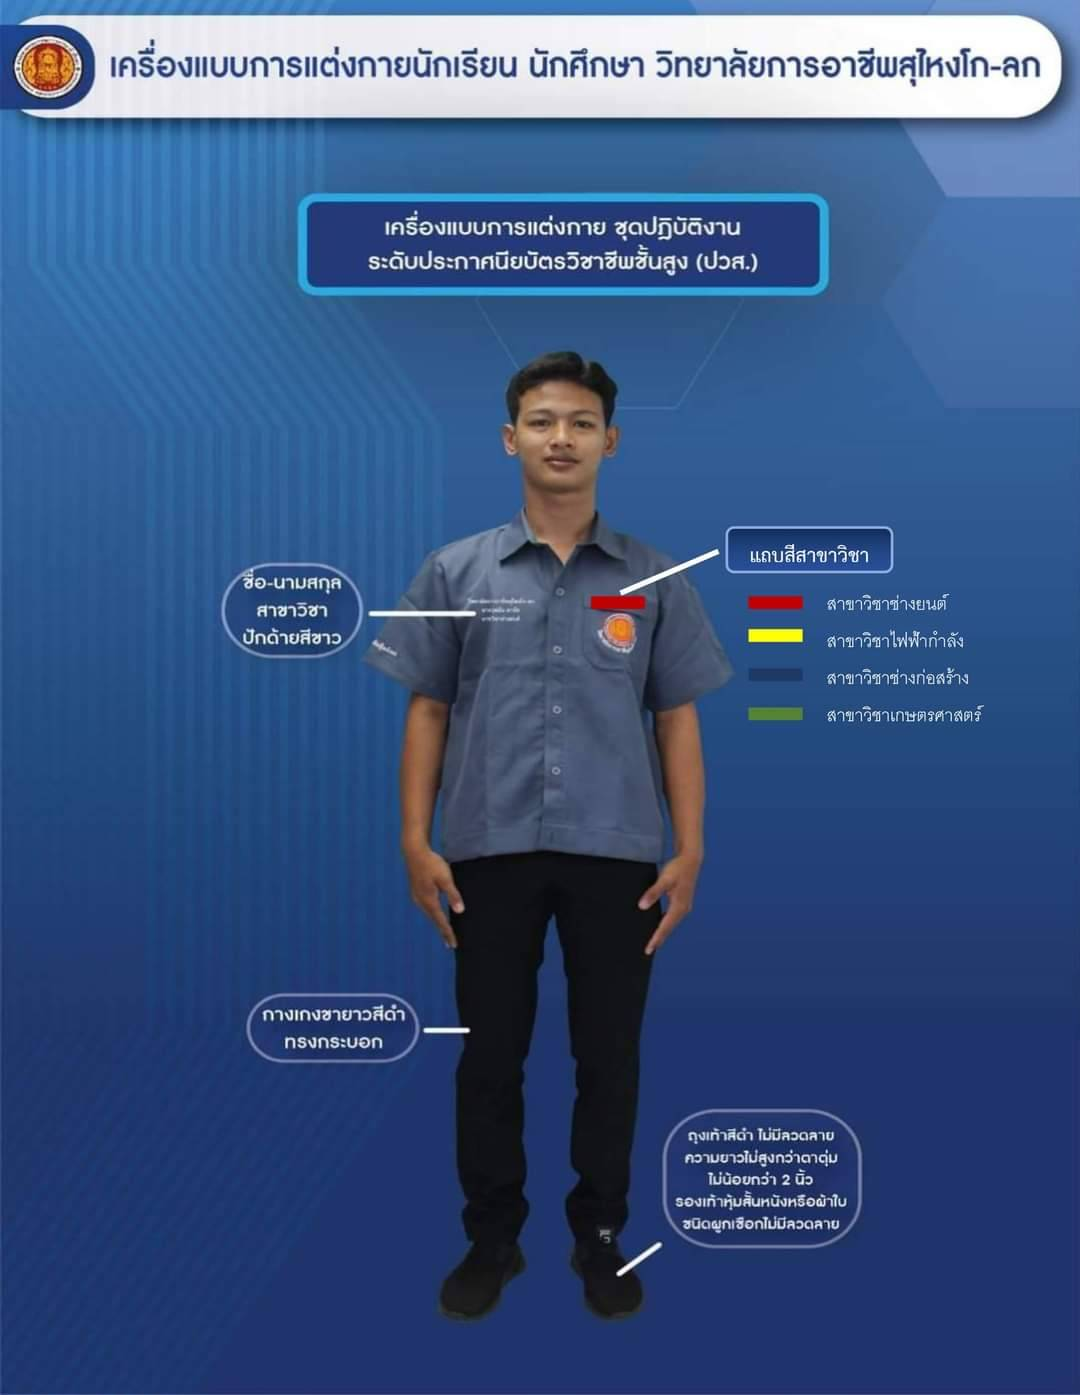 เครื่องแบบการแต่งกายนักเรียน นักศึกษา วิทยาลัยการอาชีพสุไหงโก-ลก
เครื่องแบบการแต่งกาย ชุดปฏิบัติงาน
ระดับประกาศนียบัตรวิชาชีพชั้นสูง (ปวส.)
ชื่อ-นามสกุล
สาขาวิชา
ปักด้ายสีขาว
แถบสีสาขาวิชา
สาขาวิชาช่างยนต์
สาขาวิชาไฟฟ้ากำลัง
สาขาวิชาช่างก่อสร้าง
สาขาวิชาเกษตรศาสตร์
กางเกงขายาวสีดำ
ทรงกระบอก
ถุงเท้าสีดำ ไม่มีลวดลาย
ความยาวไม่สูงกว่าตาตุ่ม
ไม่น้อยกว่า 2 นิ้ว
รองเท้าหุ้มส้นหนังหรือผ้าใบ
ชนิดผูกเชือกไม่มีลวดลาย